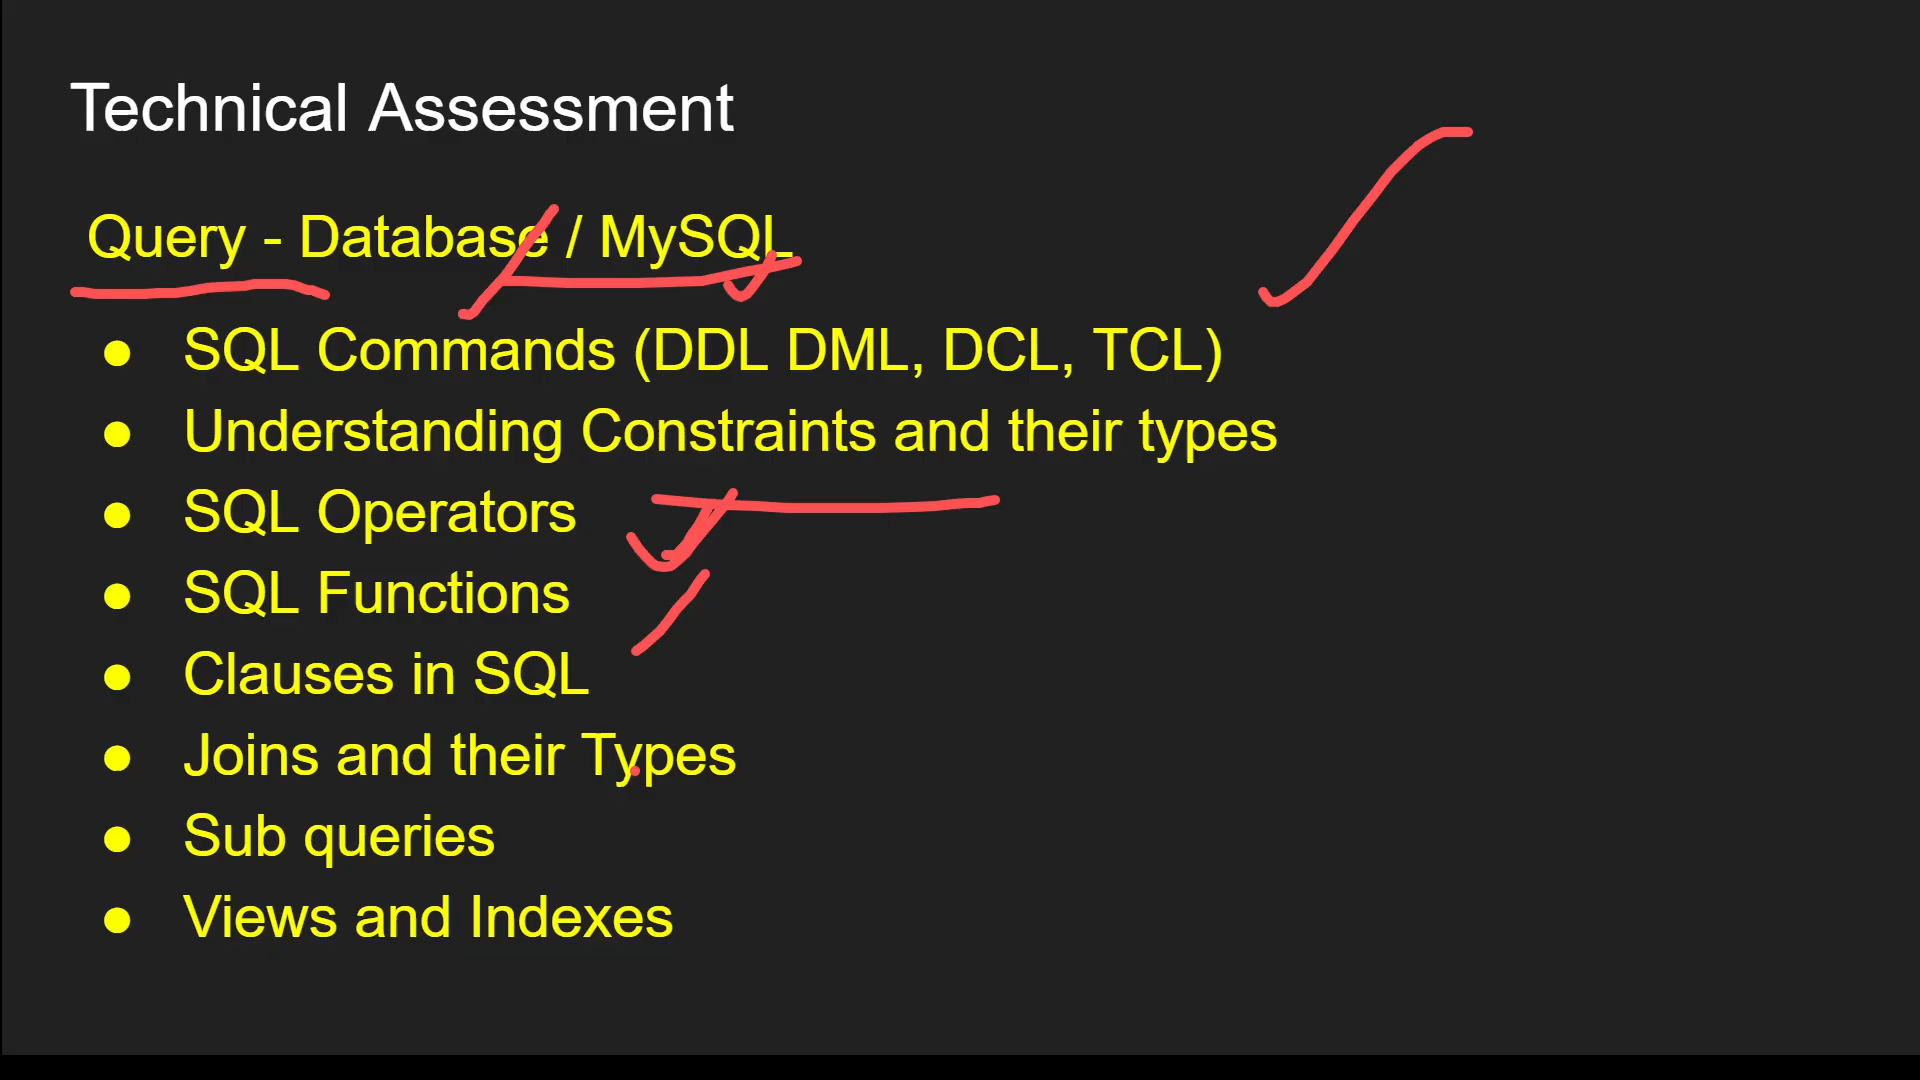 Technical Assessment
Query - Database / MySQL
● SQL Commands (DDL DML, DCL, TCL)
● Understanding Constraints and their types
● SQL Operators
● SQL Functions
● Clauses in SQL
● Joins and their Types
● Sub queries
● Views and Indexes